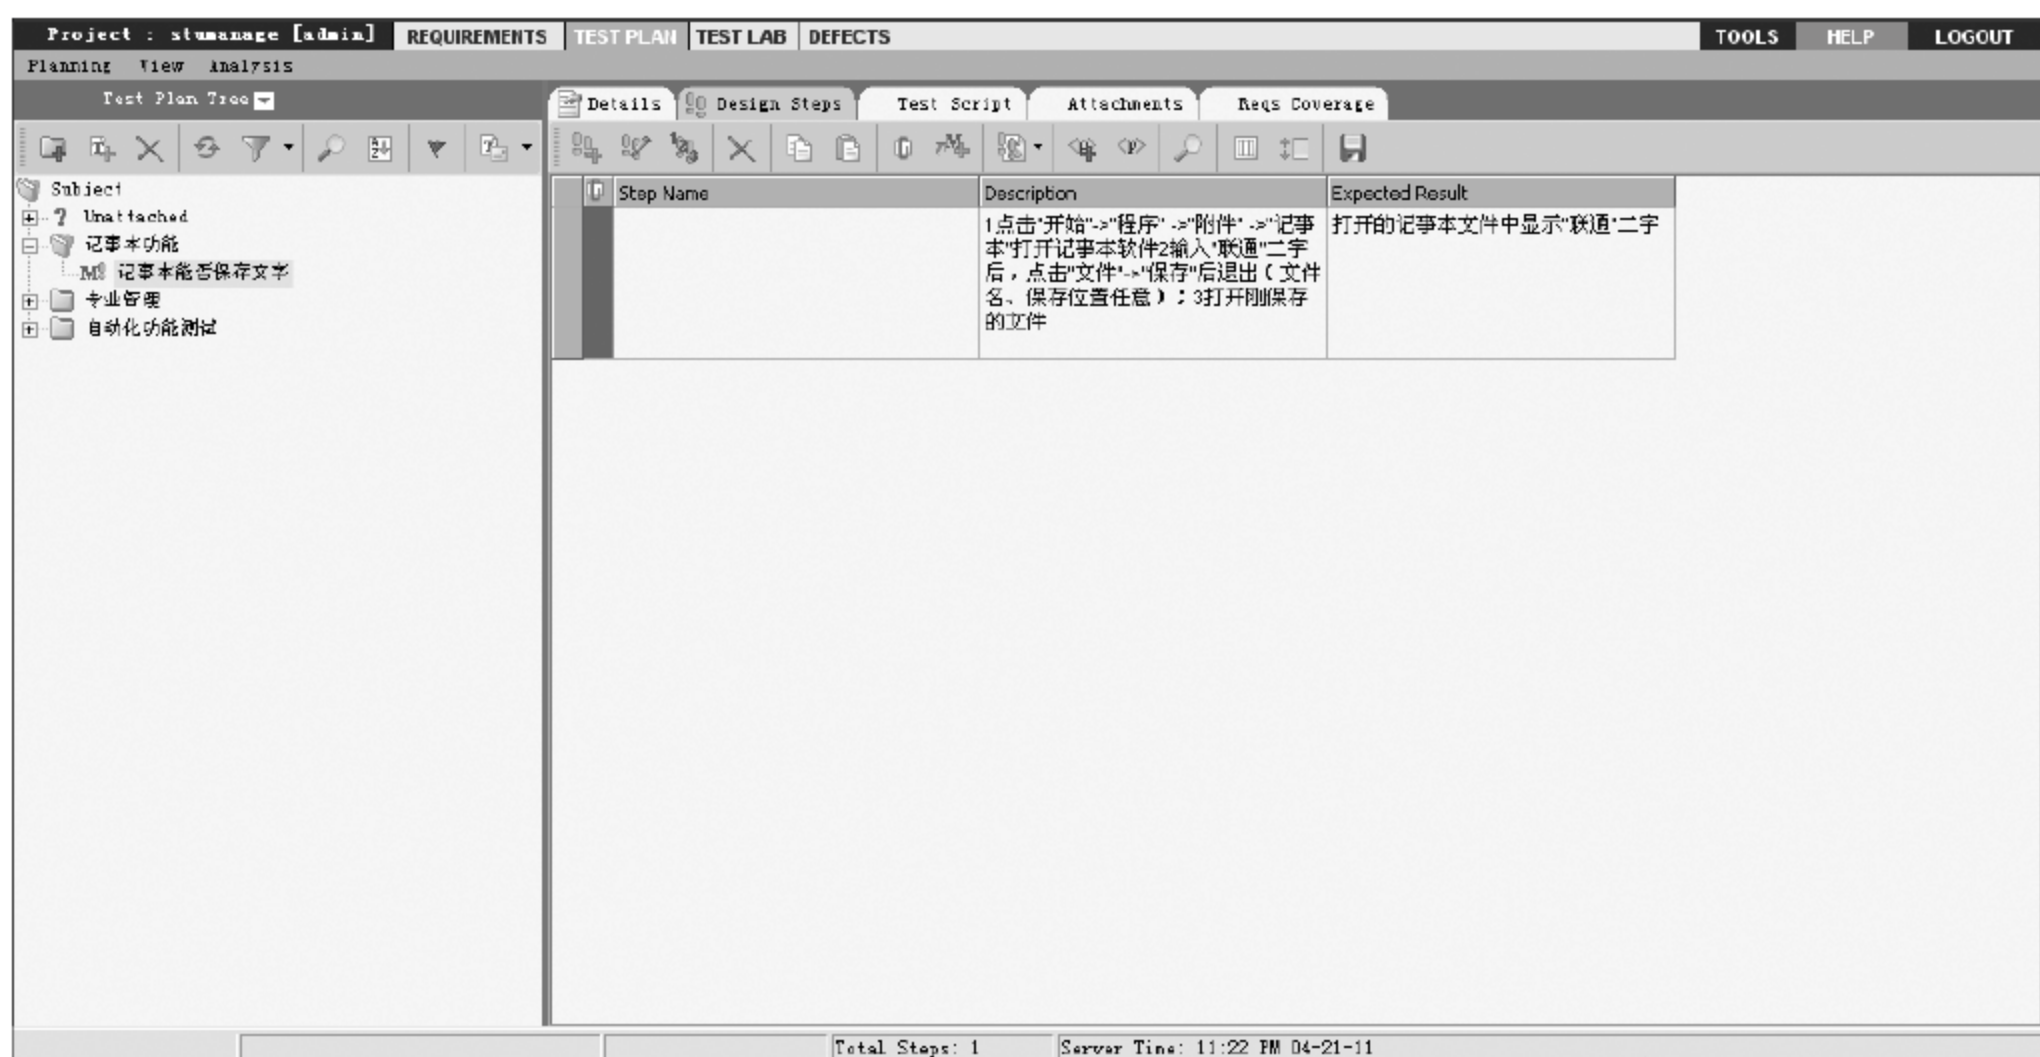 Project : stumanage [admin] REQUIREMENTS TEST PLAN TEST LAB DEFECTS TOOLS HELP LOGOUT
Planning View Analysis
Test Plan Tree
Details Design Steps Test Script Attachments Reqs Coverage
Subject
Unattached
记事本功能
记事本能否保存文字
专业管理
自动化功能测试
Step Name Description Expected Result
1点击"开始"->"程序" ->"附件" ->"记事
本"打开记事本软件2输入"联通"二字
后，点击"文件"->"保存"后退出（文件
名、保存位置任意）；3打开刚保存
的文件
打开的记事本文件中显示"联通"二字
Total Steps: 1 Server Time: 11:22 PM 04-21-11